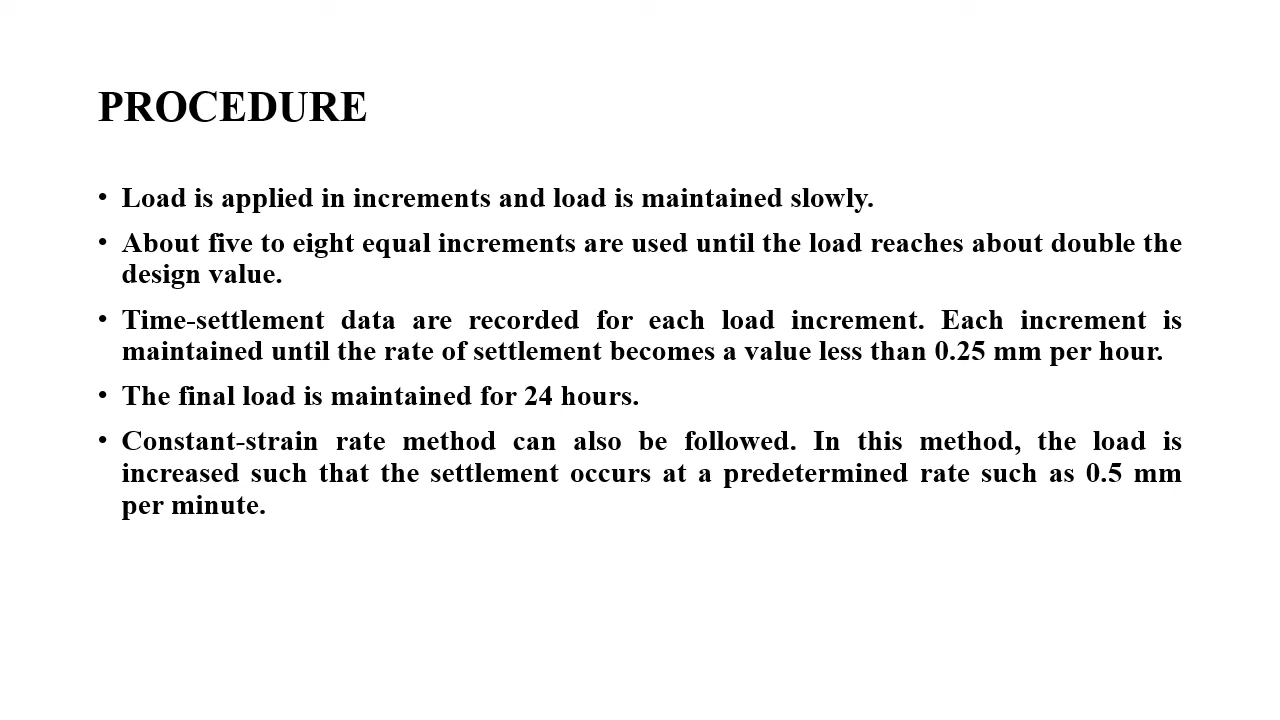 PROCEDURE
• Load is applied in increments and load is maintained slowly.
• About five to eight equal increments are used until the load reaches about double the
design value.
• Time-settlement data are recorded for each load increment. Each increment is
maintained until the rate of settlement becomes a value less than 0.25 mm per hour.
• The final load is maintained for 24 hours.
• Constant-strain rate method can also be followed. In this method, the load is
increased such that the settlement occurs at a predetermined rate such as 0.5 mm
per minute.